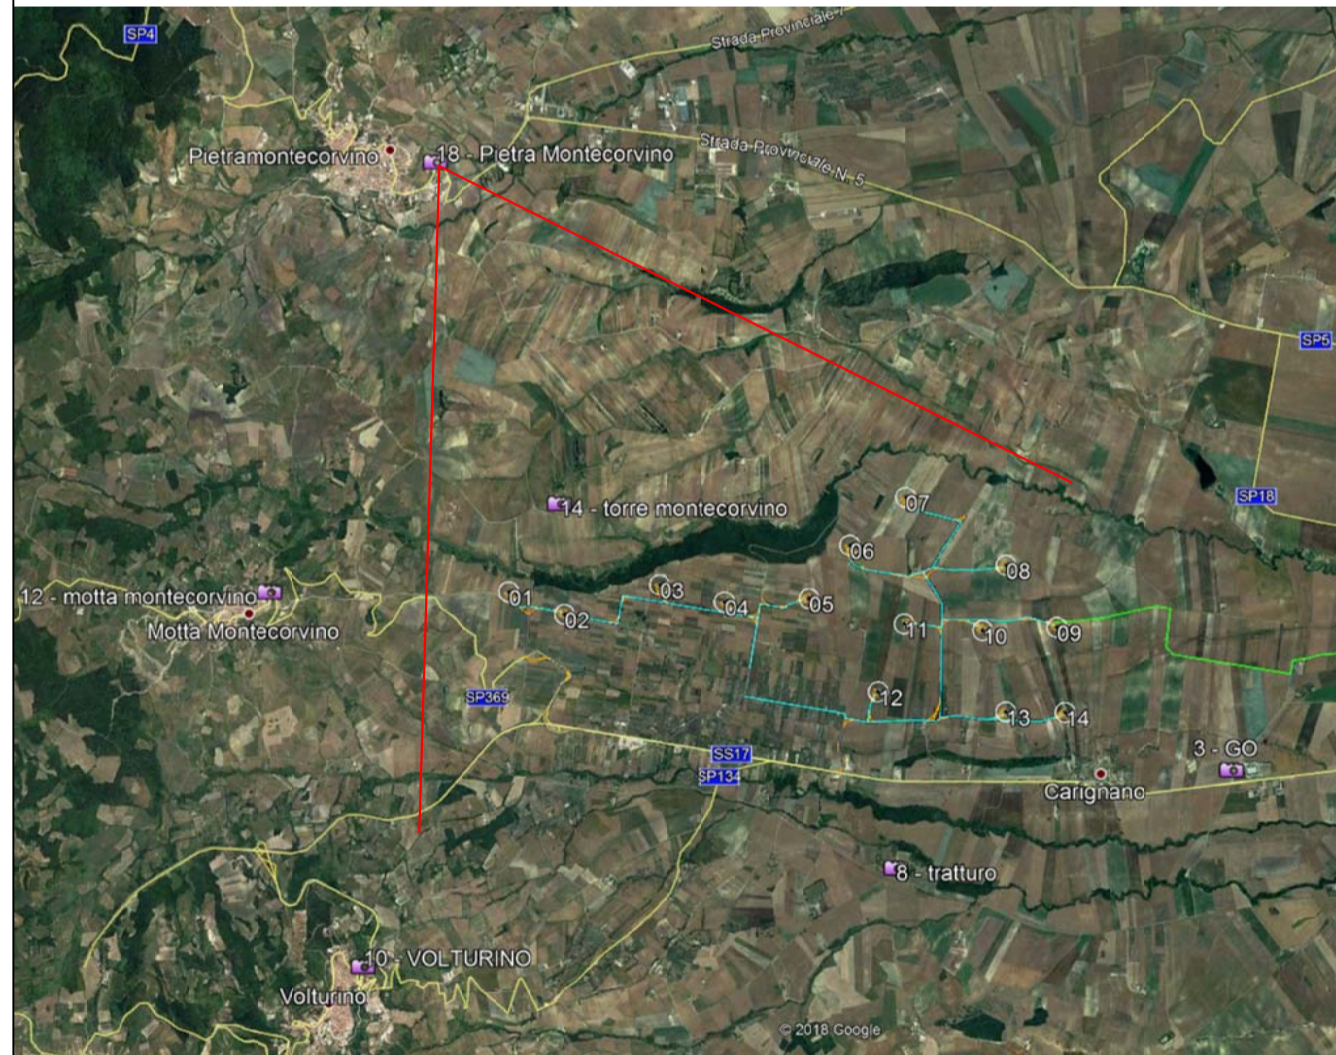 SP4
Strada Provinciale 7
Strada Provinciale N. 5
Pietramontecorvino
18 - Pietra Montecorvino
SP5
SP18
07
14 - torre montecorvino
06
08
12 - motta montecorvino
01
03
02
04
05
11
10
09
Motta Montecorvino
SP369
12
13
14
SS17
SP134
3 - GO
Carignano
8 - tratturo
10 - VOLTURINO
Volturino
© 2018 Google